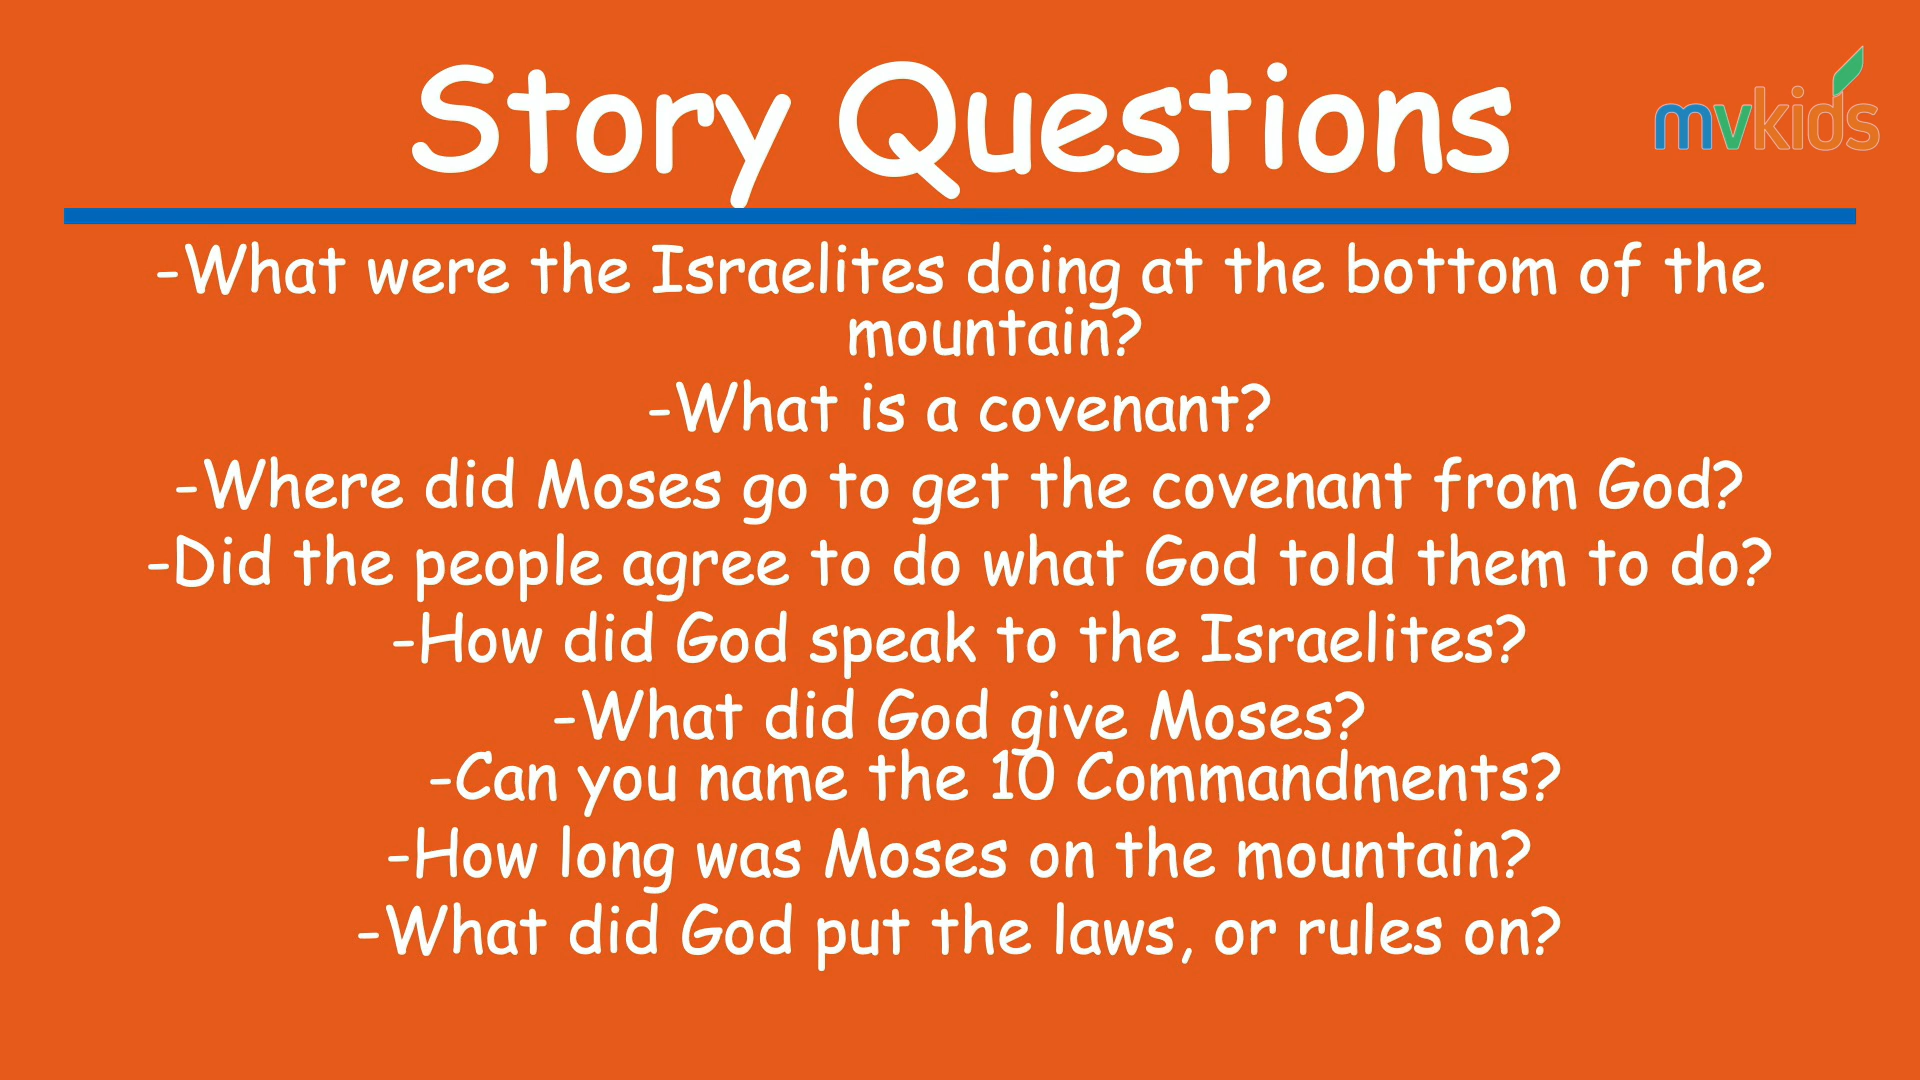 Story Questions
mvkids
-What were the Israelites doing at the bottom of the
mountain?
-What is a covenant?
-Where did Moses go to get the covenant from God?
-Did the people agree to do what God told them to do?
-How did God speak to the Israelites?
-What did God give Moses?
-Can you name the 10 Commandments?
-How long was Moses on the mountain?
-What did God put the laws, or rules on?